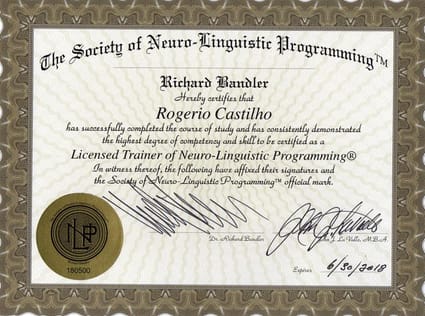 The Society of Neuro-Linguistic Programming™
Richard Bandler
Hereby certifies that
Rogerio Castilho
has successfully completed the course of study and has consistently demonstrated
the highest degree of competency and skill to be certified as a
Licensed Trainer of Neuro-Linguistic Programming®
In witness thereof, the following have affixed their signatures and
the Society of Neuro-Linguistic Programming™ official mark.
Dr. Richard Bandler
John J. La Valle, M.B.A.
NLP
180500
Expires 6/30/2018